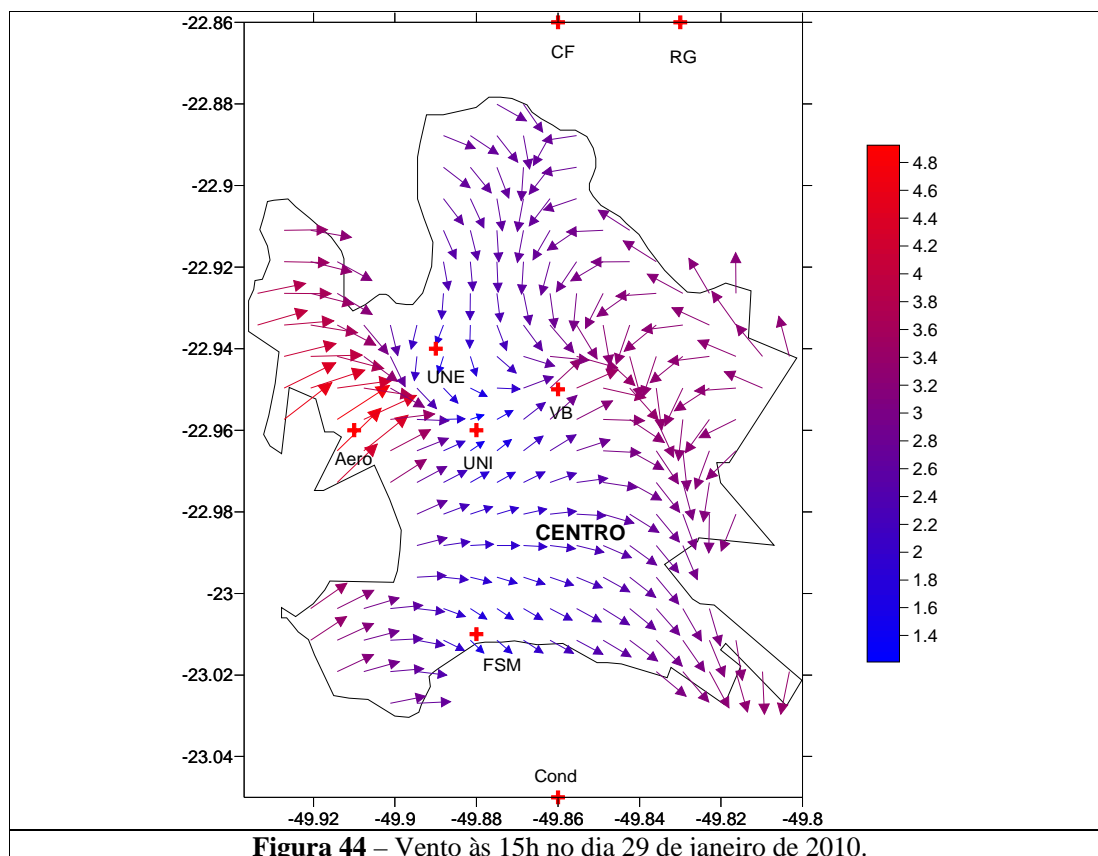 -22.86
CF
RG
-22.88
-22.9
-22.92
-22.94
UNE
VB
-22.96
Aero
UNI
-22.98
CENTRO
-23
FSM
-23.02
-23.04
Cond
-49.92 -49.9 -49.88 -49.86 -49.84 -49.82 -49.8
4.8
4.6
4.4
4.2
4
3.8
3.6
3.4
3.2
3
2.8
2.6
2.4
2.2
2
1.8
1.6
1.4
Figura 44 – Vento às 15h no dia 29 de janeiro de 2010.